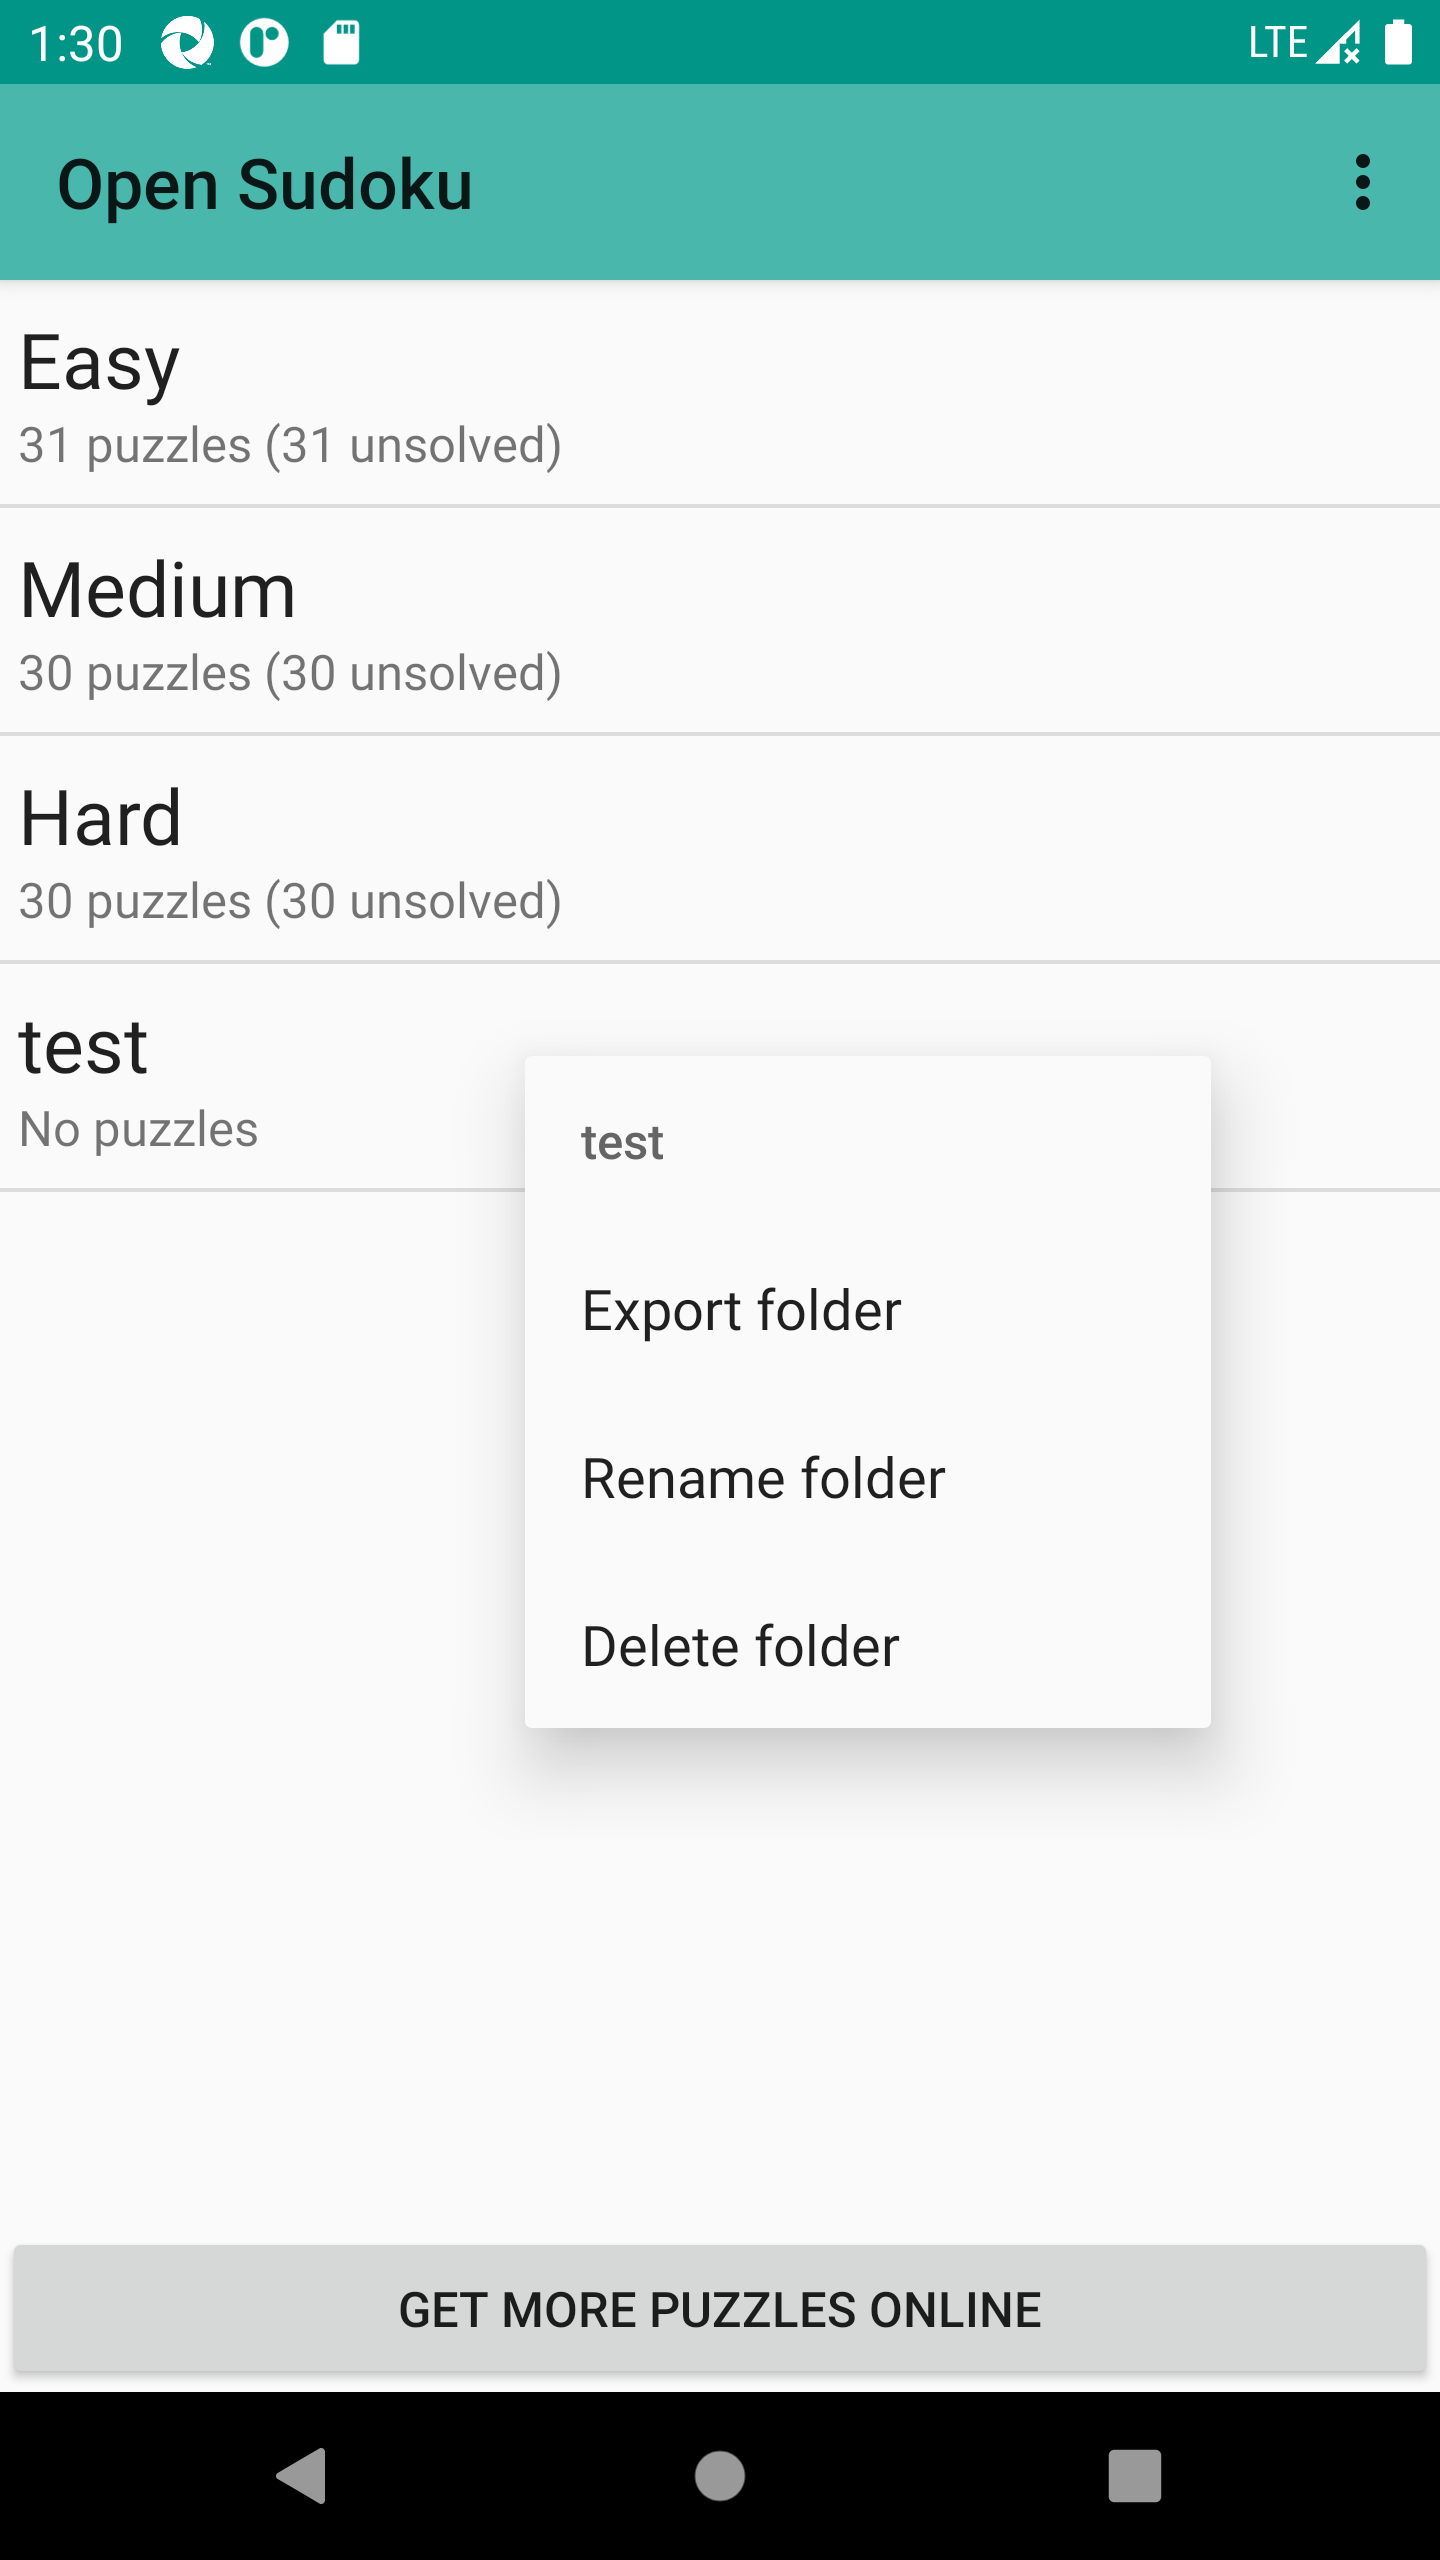 1:30
LTE
Open Sudoku
Easy
31 puzzles (31 unsolved)
Medium
30 puzzles (30 unsolved)
Hard
30 puzzles (30 unsolved)
test
No puzzles
test
Export folder
Rename folder
Delete folder
GET MORE PUZZLES ONLINE